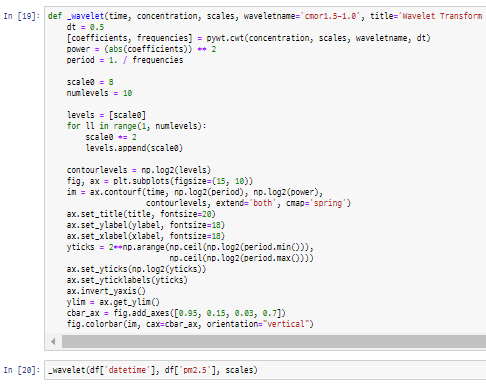 In [19]: def _wavelet(time, concentration, scales, waveletname='cmor1.5-1.0', title='Wavelet Transform
    dt = 0.5
    [coefficients, frequencies] = pywt.cwt(concentration, scales, waveletname, dt)
    power = (abs(coefficients)) ** 2
    period = 1. / frequencies

    scale0 = 8
    numlevels = 10

    levels = [scale0]
    for ll in range(1, numlevels):
        scale0 *= 2
        levels.append(scale0)

    contourlevels = np.log2(levels)
    fig, ax = plt.subplots(figsize=(15, 10))
    im = ax.contourf(time, np.log2(period), np.log2(power),
                     contourlevels, extend='both', cmap='spring')
    ax.set_title(title, fontsize=20)
    ax.set_ylabel(ylabel, fontsize=18)
    ax.set_xlabel(xlabel, fontsize=18)
    yticks = 2**np.arange(np.ceil(np.log2(period.min())),
                          np.ceil(np.log2(period.max())))
    ax.set_yticks(np.log2(yticks))
    ax.set_yticklabels(yticks)
    ax.invert_yaxis()
    ylim = ax.get_ylim()
    cbar_ax = fig.add_axes([0.95, 0.15, 0.03, 0.7])
    fig.colorbar(im, cax=cbar_ax, orientation="vertical")
In [20]: _wavelet(df['datetime'], df['pm2.5'], scales)